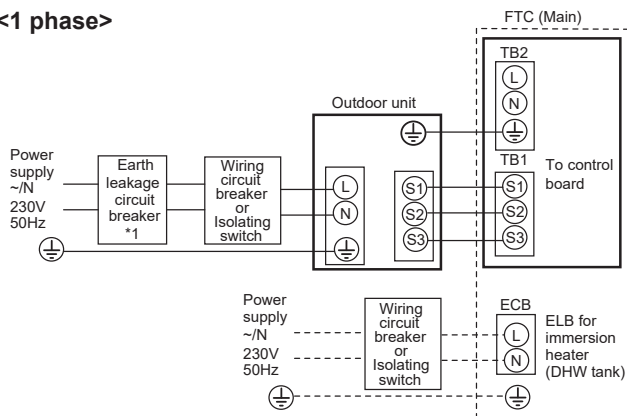 <1 phase>
FTC (Main)
TB2
L
N
Outdoor unit
Power
supply
~/N
230V
50Hz
Earth
leakage
circuit
breaker
*1
Wiring
circuit
breaker
or
Isolating
switch
L
N
S1
S2
S3
TB1
S1
S2
S3
To control
board
Power
supply
~/N
230V
50Hz
Wiring
circuit
breaker
or
Isolating
switch
ECB
L
N
ELB for
immersion
heater
(DHW tank)